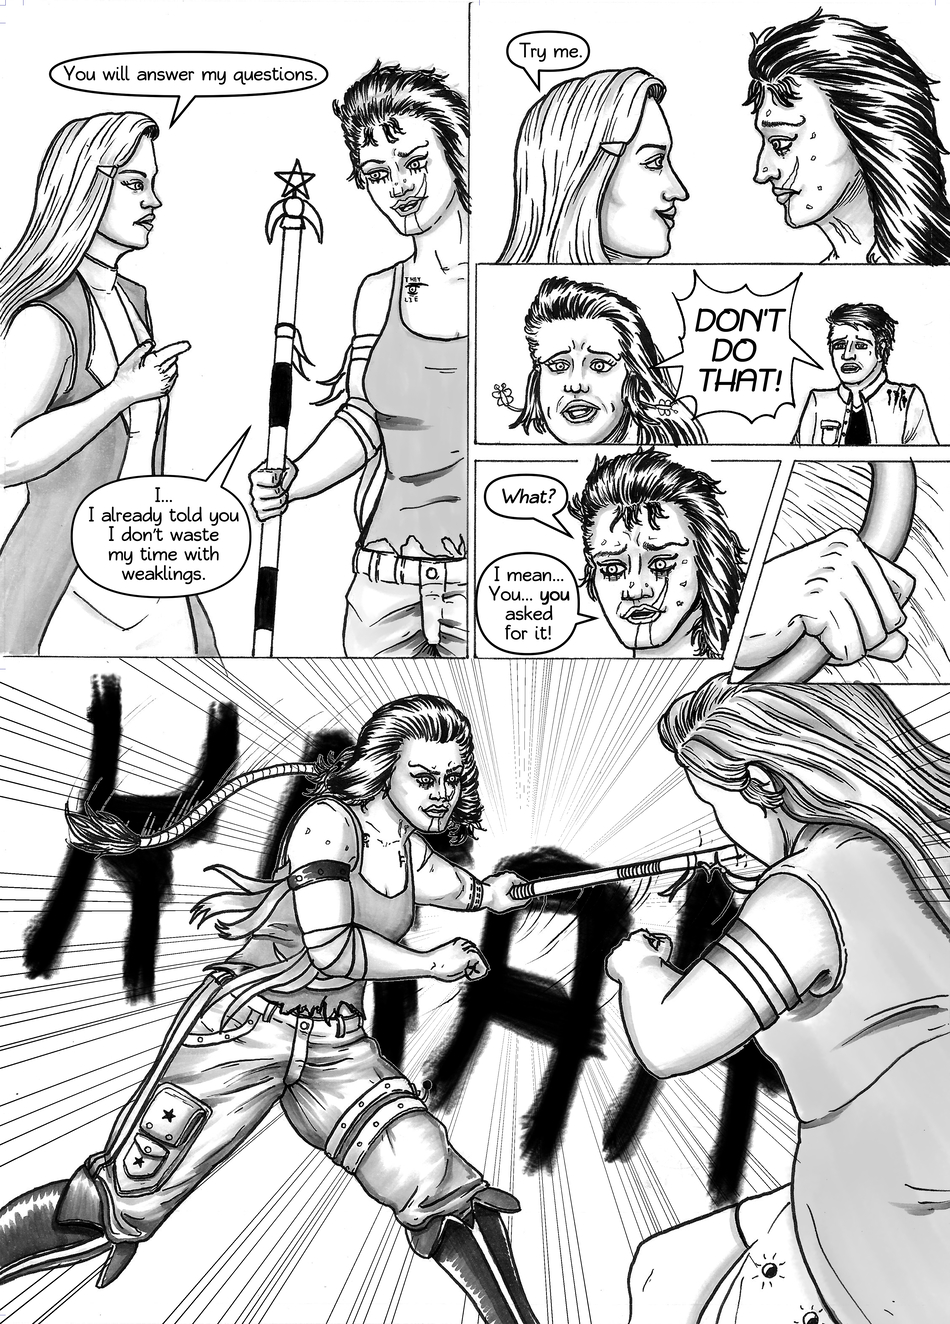 You will answer my questions.
THEY
LIE
I...
I already told you
I don't waste
my time with
weaklings.
Try me.
DON'T
DO
THAT!
What?
I mean...
You... you
asked
for it!